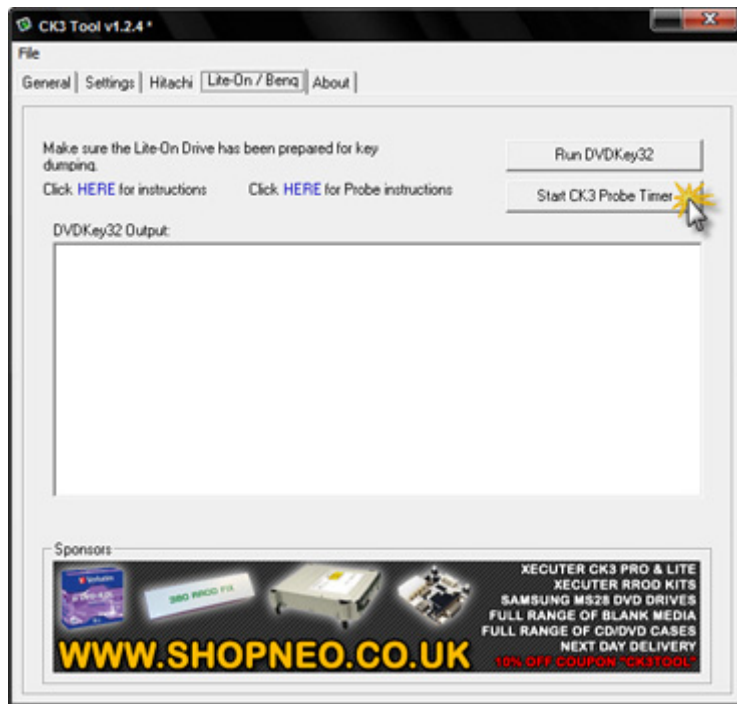 CK3 Tool v1.2.4 *
File
General Settings Hitachi Lite-On / Benq About
Make sure the Lite-On Drive has been prepared for key
dumping.
Run DVDKey32
Click HERE for instructions Click HERE for Probe instructions
Start CK3 Probe Timer
DVDKey32 Output:
Sponsors
Verbatim
360 RROD FIX
XECUTER CK3 PRO & LITE
XECUTER RROD KITS
SAMSUNG MS28 DVD DRIVES
FULL RANGE OF BLANK MEDIA
FULL RANGE OF CD/DVD CASES
NEXT DAY DELIVERY
10% OFF COUPON "CK3TOOL"
WWW.SHOPNEO.CO.UK